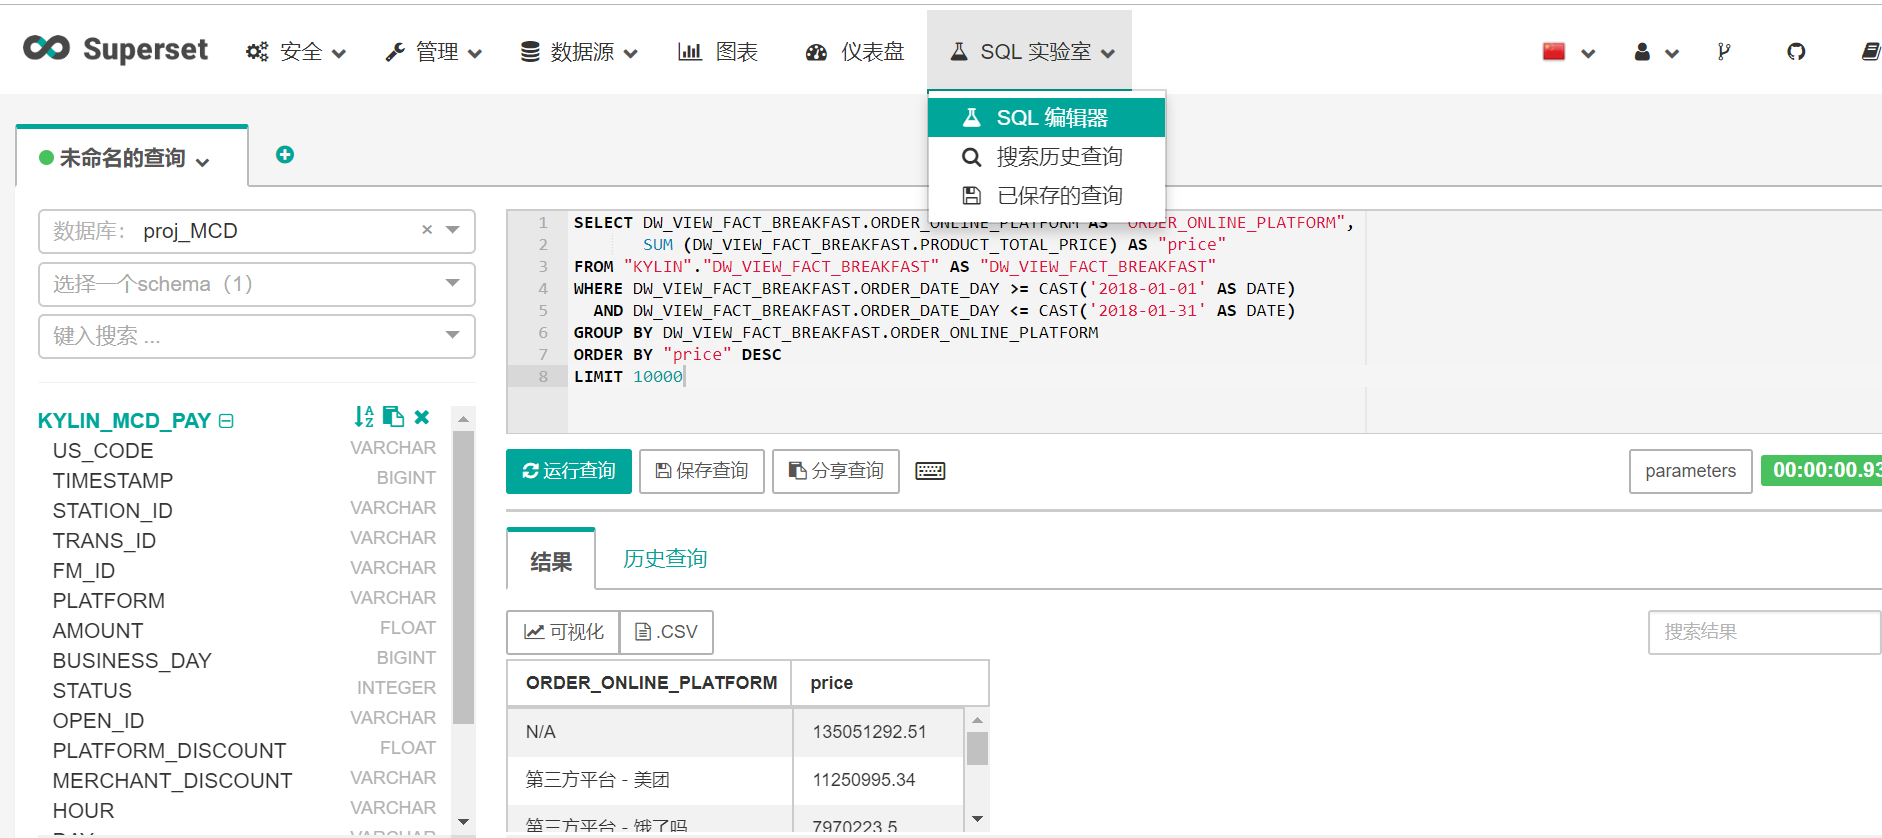 Superset 安全 管理 数据源 图表 仪表盘 SQL 实验室
SQL 编辑器
搜索历史查询
已保存的查询
未命名的查询
数据库： proj_MCD × 
选择一个schema（1）
键入搜索 ...
KYLIN_MCD_PAY
US_CODE VARCHAR
TIMESTAMP BIGINT
STATION_ID VARCHAR
TRANS_ID VARCHAR
FM_ID VARCHAR
PLATFORM VARCHAR
AMOUNT FLOAT
BUSINESS_DAY BIGINT
STATUS INTEGER
OPEN_ID VARCHAR
PLATFORM_DISCOUNT FLOAT
MERCHANT_DISCOUNT VARCHAR
HOUR VARCHAR
1 SELECT DW_VIEW_FACT_BREAKFAST.ORDER_ONLINE_PLATFORM AS "ORDER_ONLINE_PLATFORM",
2 SUM (DW_VIEW_FACT_BREAKFAST.PRODUCT_TOTAL_PRICE) AS "price"
3 FROM "KYLIN"."DW_VIEW_FACT_BREAKFAST" AS "DW_VIEW_FACT_BREAKFAST"
4 WHERE DW_VIEW_FACT_BREAKFAST.ORDER_DATE_DAY >= CAST('2018-01-01' AS DATE)
5 AND DW_VIEW_FACT_BREAKFAST.ORDER_DATE_DAY <= CAST('2018-01-31' AS DATE)
6 GROUP BY DW_VIEW_FACT_BREAKFAST.ORDER_ONLINE_PLATFORM
7 ORDER BY "price" DESC
8 LIMIT 10000
运行查询 保存查询 分享查询 parameters 00:00:00.93
结果 历史查询
可视化 .CSV 搜索结果
ORDER_ONLINE_PLATFORM price
N/A 135051292.51
第三方平台 - 美团 11250995.34
第三方平台 - 饿了吗 7970223.5